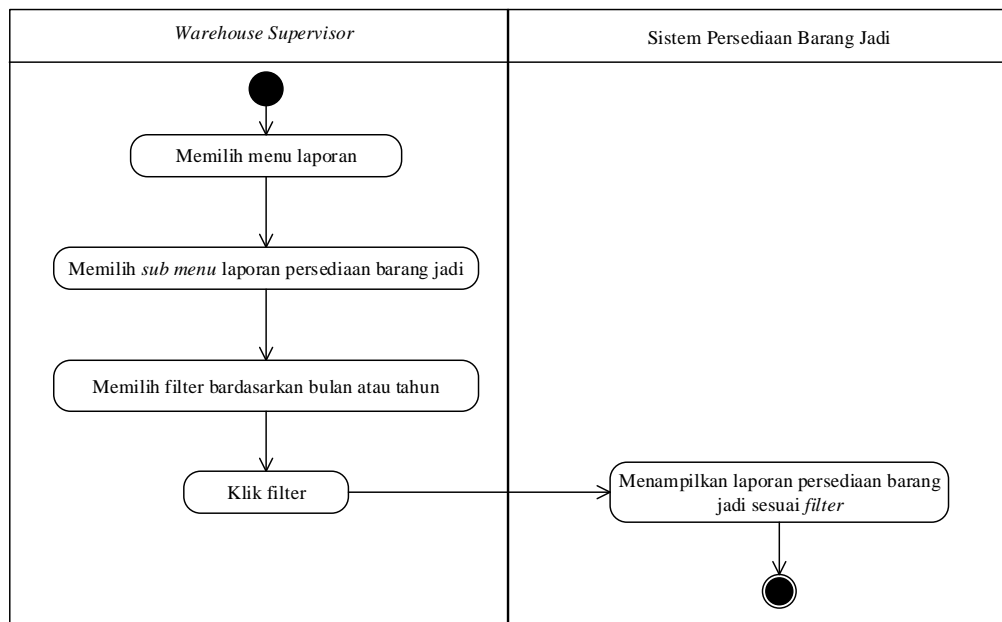 Warehouse Supervisor
Sistem Persediaan Barang Jadi
Memilih menu laporan
Memilih sub menu laporan persediaan barang jadi
Memilih filter bardasarkan bulan atau tahun
Klik filter
Menampilkan laporan persediaan barang
jadi sesuai filter